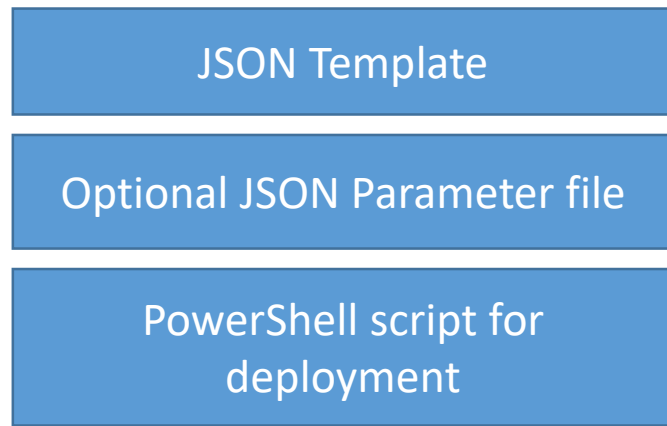 JSON Template
Optional JSON Parameter file
PowerShell script for
deployment